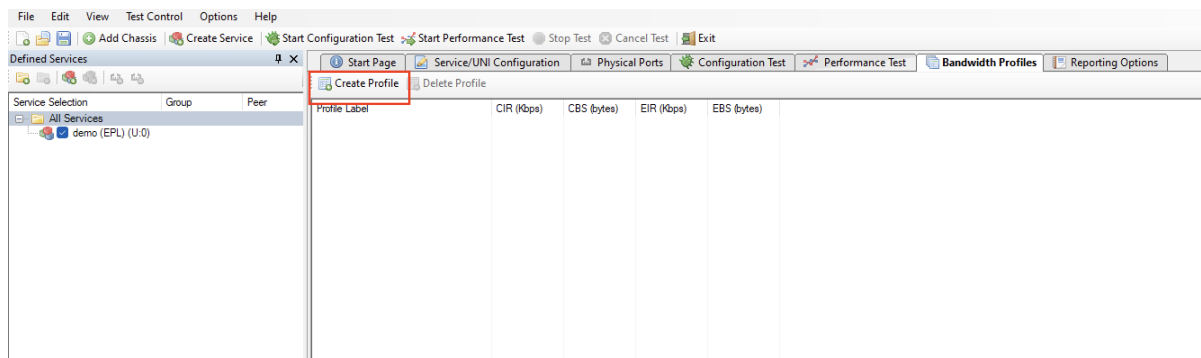 File Edit View Test Control Options Help
Add Chassis Create Service Start Configuration Test Start Performance Test Stop Test Cancel Test Exit
Defined Services
Start Page Service/UNI Configuration Physical Ports Configuration Test Performance Test Bandwidth Profiles Reporting Options
Create Profile Delete Profile
Service Selection Group Peer
Profile Label CIR (Kbps) CBS (bytes) EIR (Kbps) EBS (bytes)
All Services
demo (EPL) (U:0)